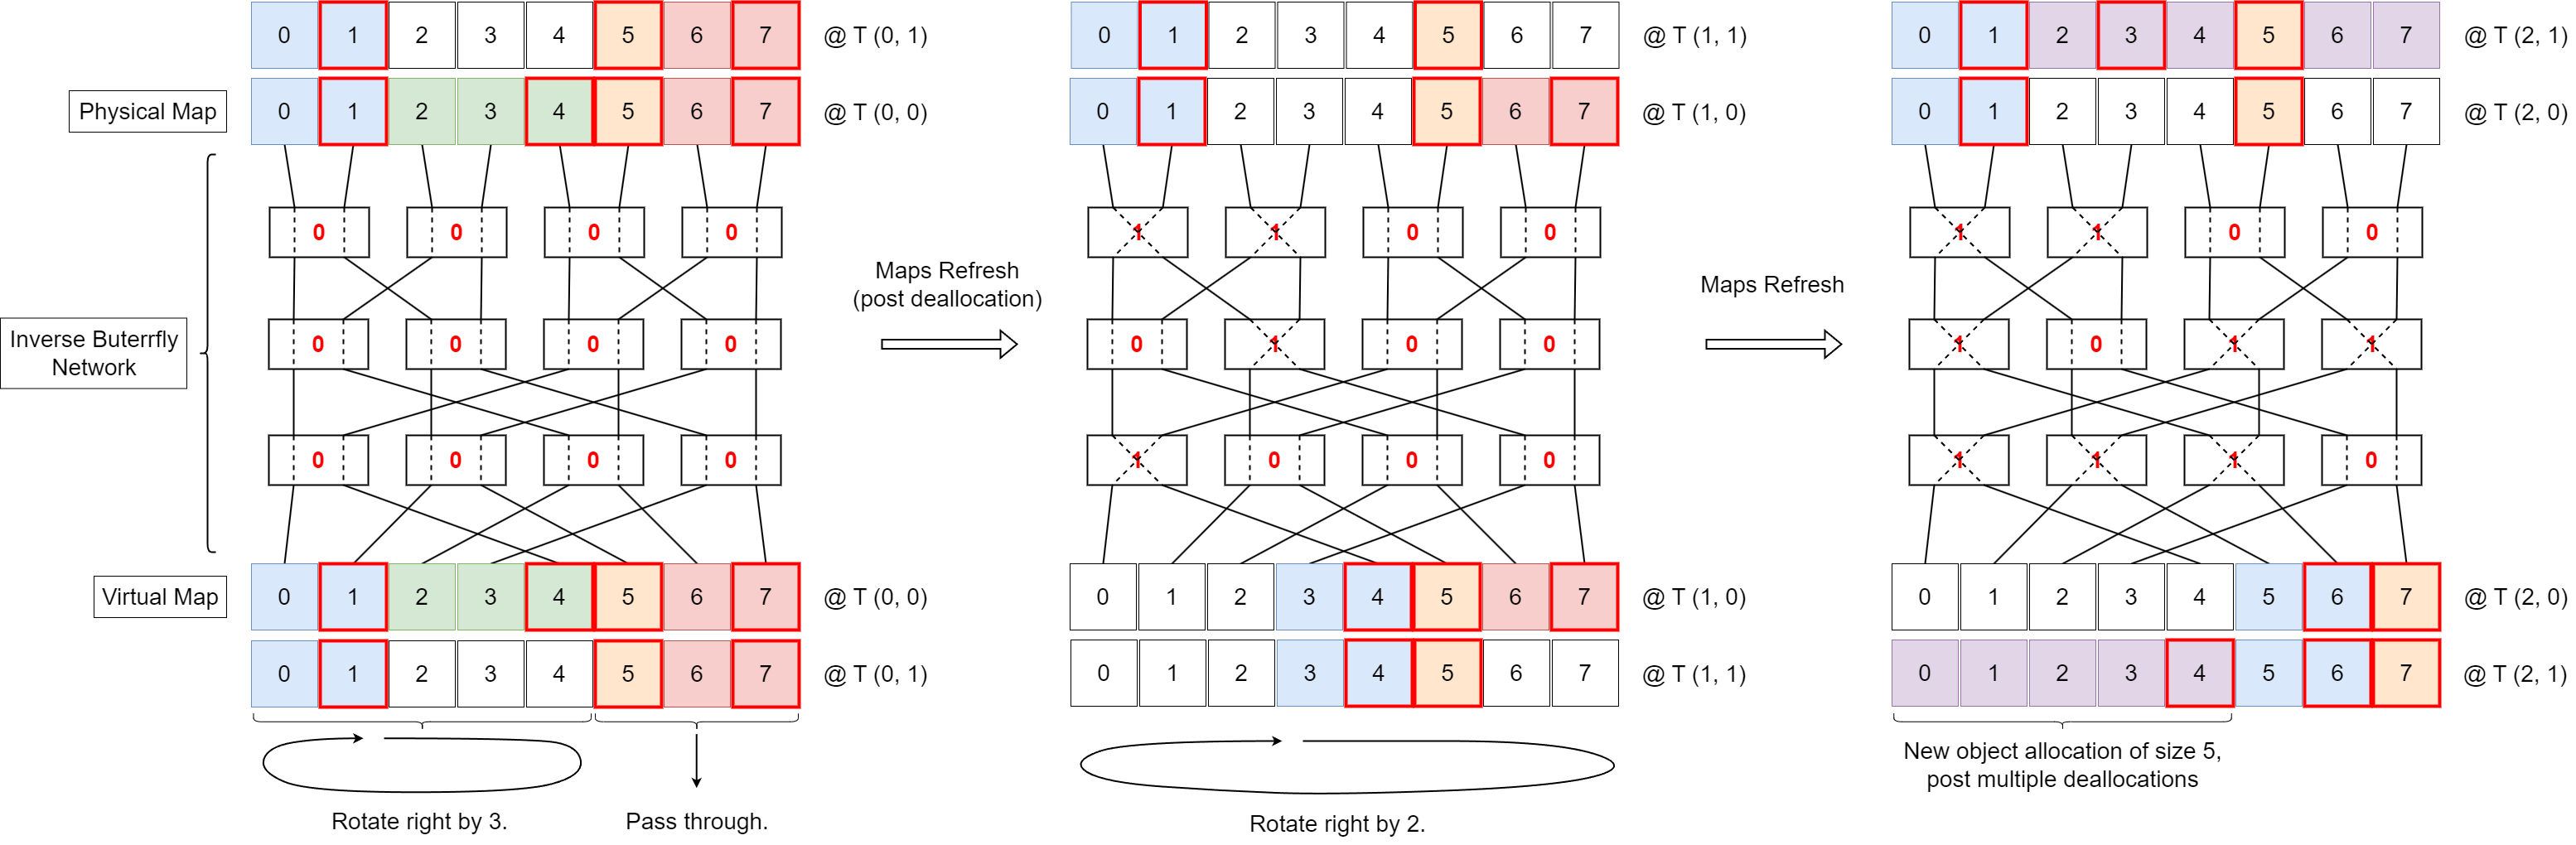 0 1 2 3 4 5 6 7 @ T (0, 1) 0 1 2 3 4 5 6 7 @ T (1, 1) 0 1 2 3 4 5 6 7 @ T (2, 1)
Physical Map 0 1 2 3 4 5 6 7 @ T (0, 0) 0 1 2 3 4 5 6 7 @ T (1, 0) 0 1 2 3 4 5 6 7 @ T (2, 0)
0 0 0 0 1 1 0 0 1 1 0 0
Maps Refresh
(post deallocation)
Maps Refresh
Inverse Buterrfly
Network
0 0 0 0 0 1 0 0 1 0 1 1
0 0 0 0 1 0 0 0 1 1 1 0
Virtual Map 0 1 2 3 4 5 6 7 @ T (0, 0) 0 1 2 3 4 5 6 7 @ T (1, 0) 0 1 2 3 4 5 6 7 @ T (2, 0)
0 1 2 3 4 5 6 7 @ T (0, 1) 0 1 2 3 4 5 6 7 @ T (1, 1) 0 1 2 3 4 5 6 7 @ T (2, 1)
Rotate right by 3.
Pass through.
Rotate right by 2.
New object allocation of size 5,
post multiple deallocations